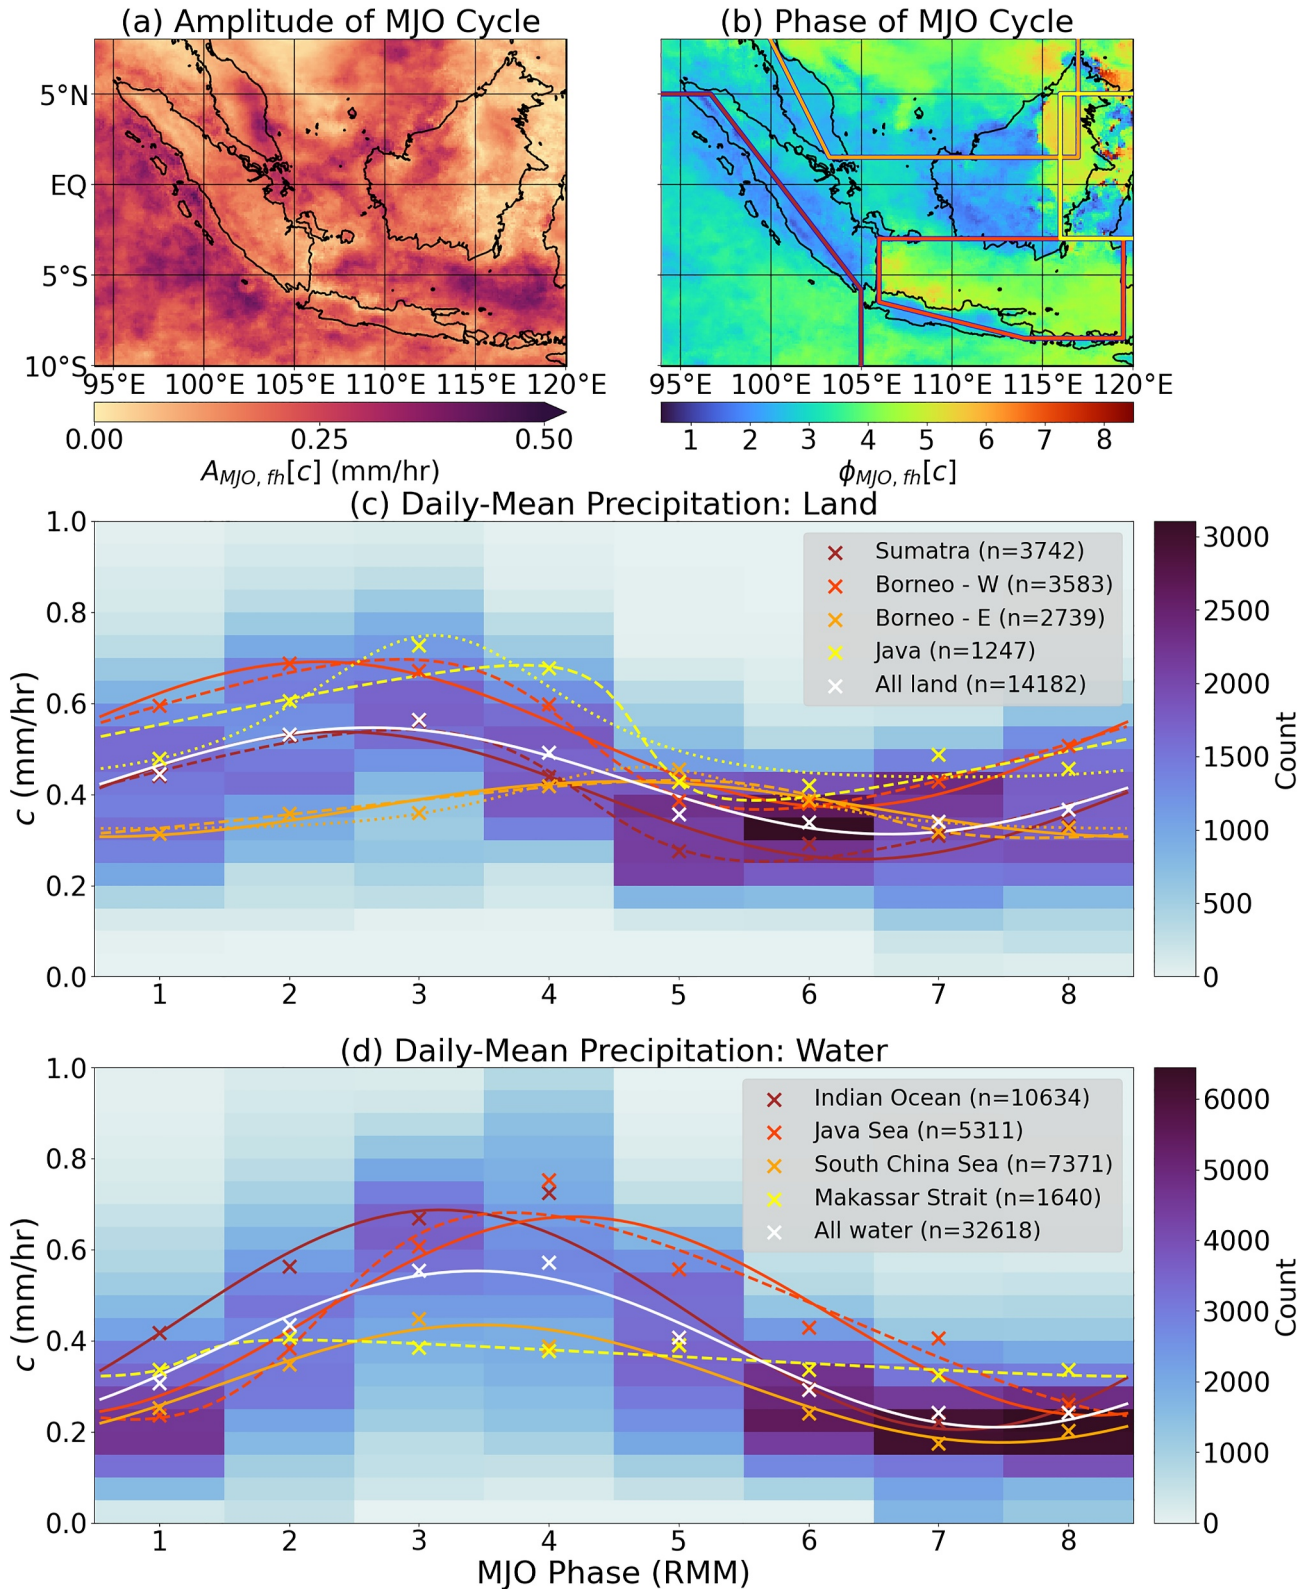 (a) Amplitude of MJO Cycle
(b) Phase of MJO Cycle
5°N
EQ
5°S
10°S
95°E 100°E 105°E 110°E 115°E 120°E
95°E 100°E 105°E 110°E 115°E 120°E
0.00 0.25 0.50
1 2 3 4 5 6 7 8
A_MJO, fh[c] (mm/hr)
ϕ_MJO, fh[c]
(c) Daily-Mean Precipitation: Land
1.0
0.8
0.6
0.4
0.2
0.0
c (mm/hr)
Sumatra (n=3742)
Borneo - W (n=3583)
Borneo - E (n=2739)
Java (n=1247)
All land (n=14182)
3000
2500
2000
1500
1000
500
0
Count
1 2 3 4 5 6 7 8
(d) Daily-Mean Precipitation: Water
1.0
0.8
0.6
0.4
0.2
0.0
c (mm/hr)
Indian Ocean (n=10634)
Java Sea (n=5311)
South China Sea (n=7371)
Makassar Strait (n=1640)
All water (n=32618)
6000
5000
4000
3000
2000
1000
0
Count
1 2 3 4 5 6 7 8
MJO Phase (RMM)